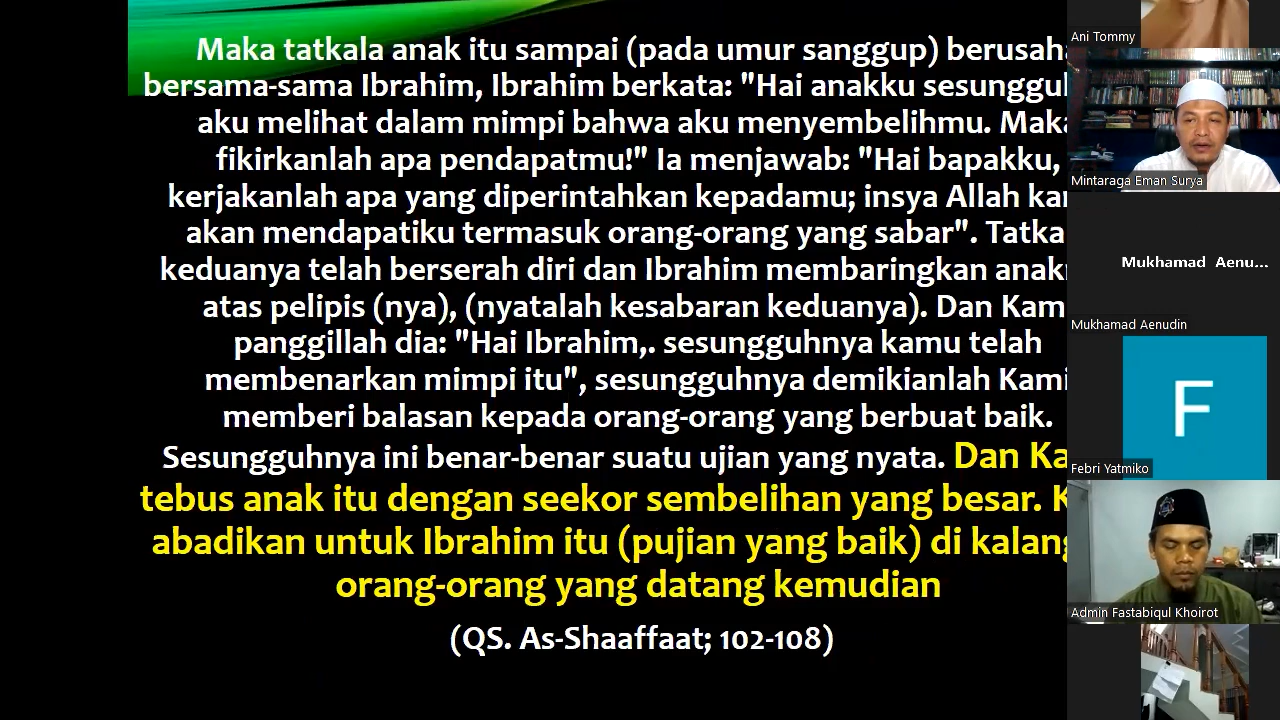 Maka tatkala anak itu sampai (pada umur sanggup) berusah
bersama-sama Ibrahim, Ibrahim berkata: "Hai anakku sesunggu
aku melihat dalam mimpi bahwa aku menyembelihmu. Maka
fikirkanlah apa pendapatmu!" Ia menjawab: "Hai bapakku,
kerjakanlah apa yang diperintahkan kepadamu; insya Allah ka
akan mendapatiku termasuk orang-orang yang sabar". Tatka
keduanya telah berserah diri dan Ibrahim membaringkan anak
atas pelipis (nya), (nyatalah kesabaran keduanya). Dan Kam
panggillah dia: "Hai Ibrahim,. sesungguhnya kamu telah
membenarkan mimpi itu", sesungguhnya demikianlah Kami
memberi balasan kepada orang-orang yang berbuat baik.
Sesungguhnya ini benar-benar suatu ujian yang nyata. Dan Ka
tebus anak itu dengan seekor sembelihan yang besar. K
abadikan untuk Ibrahim itu (pujian yang baik) di kalang
orang-orang yang datang kemudian
(QS. As-Shaaffaat; 102-108)
Ani Tommy
Mintaraga Eman Surya
Mukhamad Aenu...
Mukhamad Aenudin
F
Febri Yatmiko
Admin Fastabiqul Khoirot